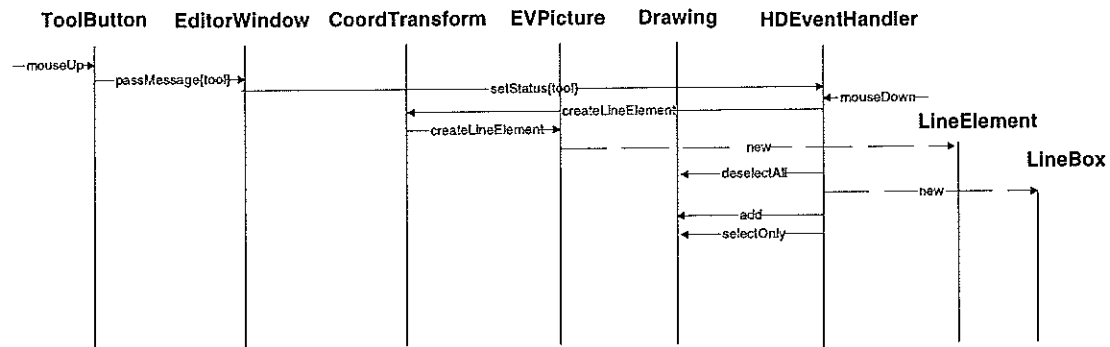 ToolButton EditorWindow CoordTransform EVPicture Drawing HDEventHandler
mouseUp
passMessage{tool}
setStatus{tool}
mouseDown
createLineElement
LineElement
createLineElement
new
LineBox
deselectAll
new
add
selectOnly